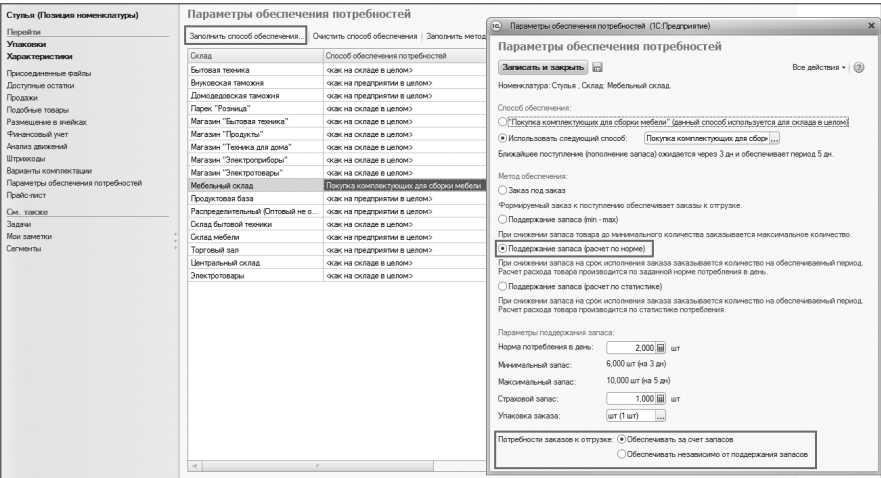 Стулья (Позиция номенклатуры)
Перейти
Упаковки
Характеристики
Присоединенные файлы
Доступные остатки
Продажи
Подобные товары
Размещение в ячейках
Финансовый учет
Анализ движений
Штрихкоды
Варианты комплектации
Параметры обеспечения потребностей
Прайс-лист
См. также
Задачи
Мои заметки
Сегменты
Параметры обеспечения потребностей
Заполнить способ обеспечения... Очистить способ обеспечения Заполнить метод
Склад Способ обеспечения потребностей
Бытовая техника <как на складе в целом>
Внуковская таможня <как на предприятии в целом>
Домодедовская таможня <как на предприятии в целом>
Ларек "Розница" <как на складе в целом>
Магазин "Бытовая техника" <как на складе в целом>
Магазин "Продукты" <как на складе в целом>
Магазин "Техника для дома" <как на складе в целом>
Магазин "Электроприборы" <как на складе в целом>
Магазин "Электротовары" <как на складе в целом>
Мебельный склад Покупка комплектующих для сборки мебели
Продуктовая база <как на предприятии в целом>
Распределительный (Оптовый не о... <как на предприятии в целом>
Склад бытовой техники <как на складе в целом>
Склад мебели <как на предприятии в целом>
Торговый зал <как на предприятии в целом>
Центральный склад <как на складе в целом>
Электротовары <как на складе в целом>
Параметры обеспечения потребностей (1С:Предприятие)
Параметры обеспечения потребностей
Записать и закрыть Все действия
Номенклатура: Стулья , Склад: Мебельный склад.
Способ обеспечения:
"Покупка комплектующих для сборки мебели" (данный способ используется для склада в целом)
Использовать следующий способ: Покупка комплектующих для сборк ...
Ближайшее поступление (пополнение запаса) ожидается через 3 дн и обеспечивает период 5 дн.
Метод обеспечения:
Заказ под заказ
Формируемый заказ к поступлению обеспечивает заказы к отгрузке.
Поддержание запаса (min - max)
При снижении запаса товара до минимального количества заказывается максимальное количество.
Поддержание запаса (расчет по норме)
При снижении запаса на срок исполнения заказа заказывается количество на обеспечиваемый период.
Расчет расхода товара производится по заданной норме потребления в день.
Поддержание запаса (расчет по статистике)
При снижении запаса на срок исполнения заказа заказывается количество на обеспечиваемый период.
Расчет расхода товара производится по статистике потребления.
Параметры поддержания запаса:
Норма потребления в день: 2,000 шт
Минимальный запас: 6,000 шт (на 3 дн)
Максимальный запас: 10,000 шт (на 5 дн)
Страховой запас: 1,000 шт
Упаковка заказа: шт (1 шт) ...
Потребности заказов к отгрузке: Обеспечивать за счет запасов
Обеспечивать независимо от поддержания запасов